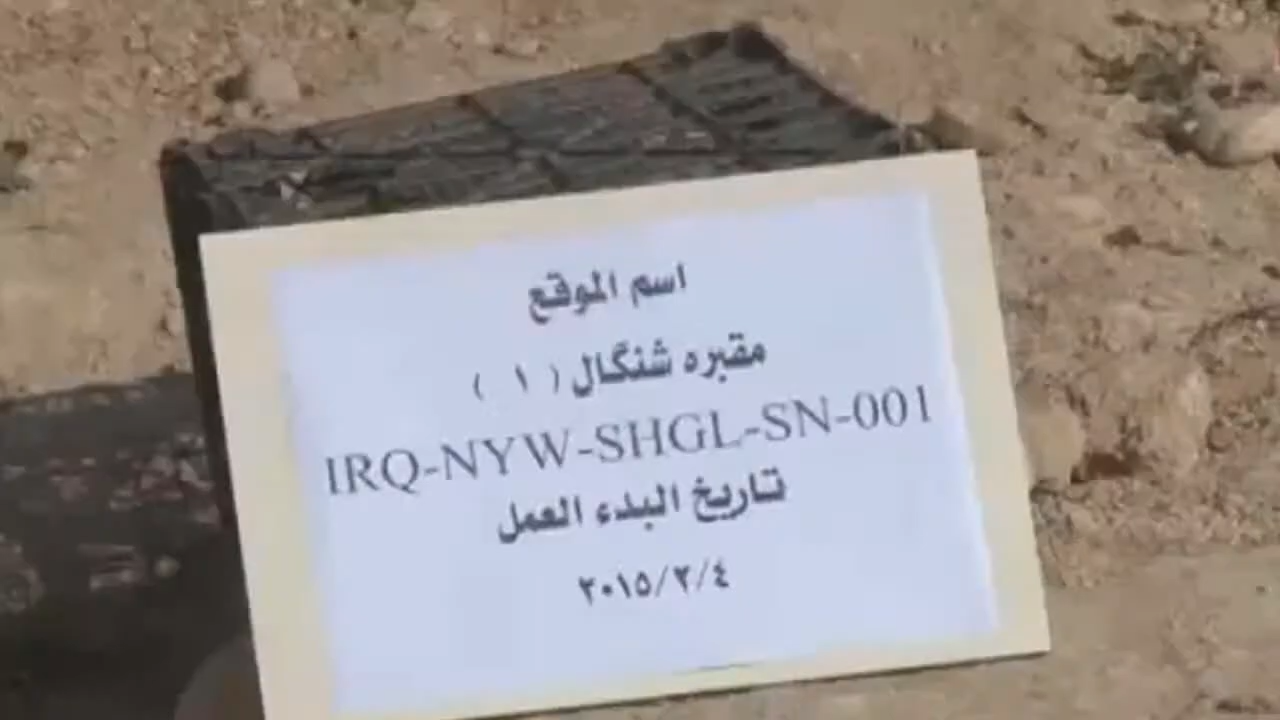 اسم الموقع
مقبره شنگال ( ١ )
IRQ-NYW-SHGL-SN-001
تاريخ البدء العمل
٢٠١٥/٢/٤